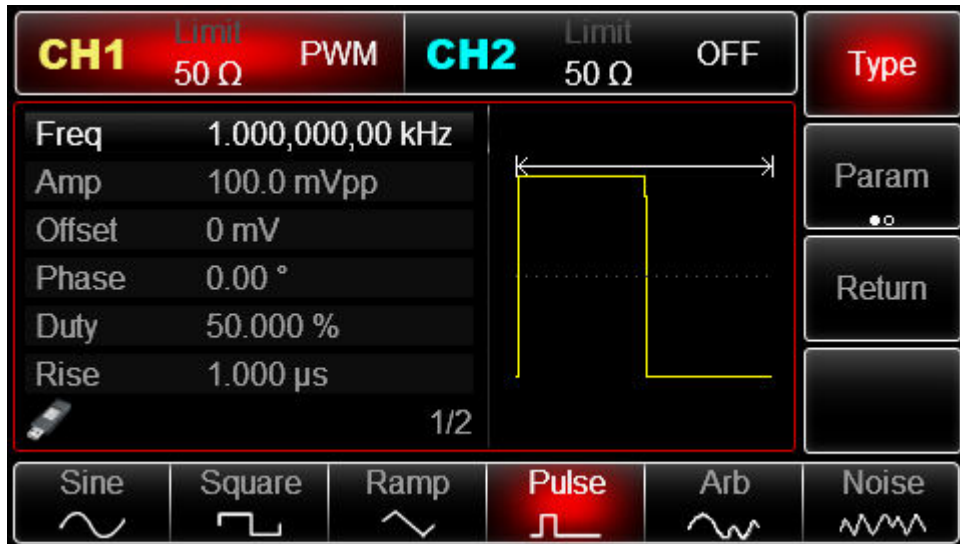 CH1 Limit 50 Ω PWM
CH2 Limit 50 Ω OFF
Type
Freq 1.000,000,00 kHz
Amp 100.0 mVpp
Offset 0 mV
Phase 0.00 °
Duty 50.000 %
Rise 1.000 µs
1/2
Param
Return
Sine Square Ramp Pulse Arb Noise